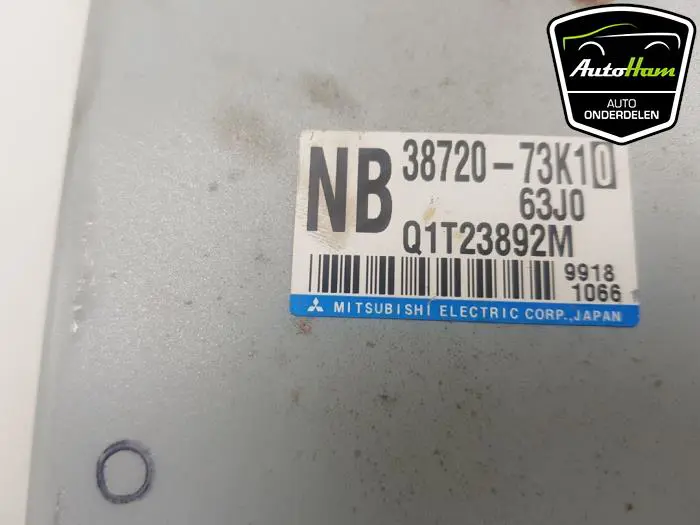 AutoHam
AUTO
ONDERDELEN
NB 38720-73K10
63J0
Q1T23892M
9918
1066
MITSUBISHI ELECTRIC CORP., JAPAN